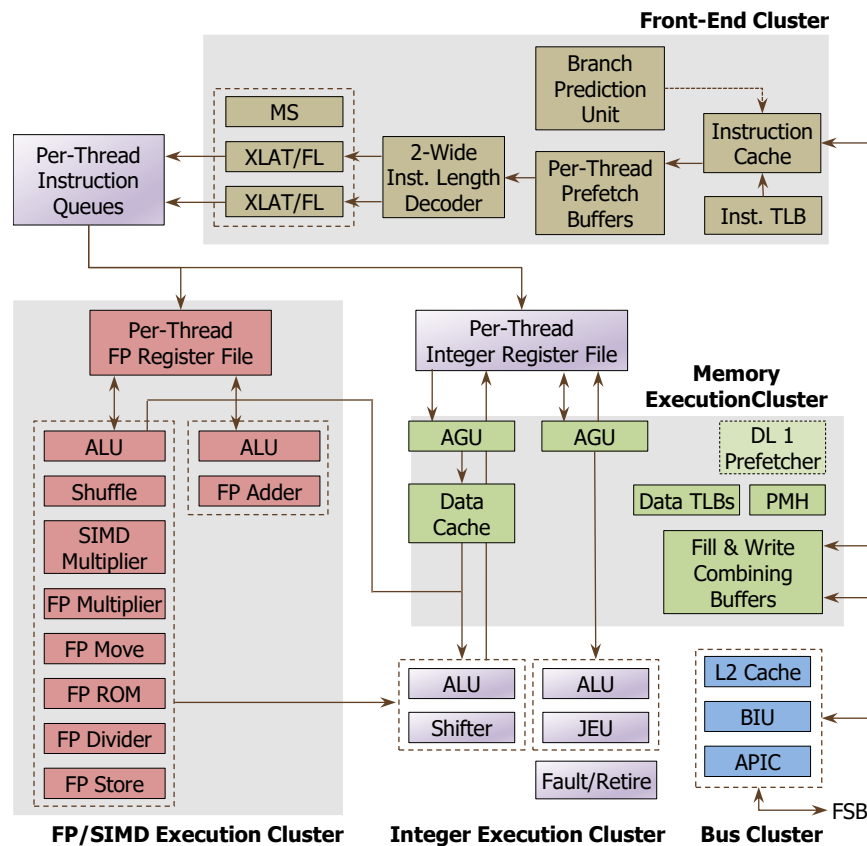 Front-End Cluster
Branch
Prediction
Unit
MS
Instruction
Cache
Per-Thread
Instruction
Queues
XLAT/FL
2-Wide
Inst. Length
Decoder
Per-Thread
Prefetch
Buffers
XLAT/FL
Inst. TLB
Per-Thread
FP Register File
Per-Thread
Integer Register File
Memory
ExecutionCluster
ALU
ALU
AGU
AGU
DL 1
Prefetcher
Shuffle
FP Adder
Data
Cache
Data TLBs
PMH
SIMD
Multiplier
Fill & Write
Combining
Buffers
FP Multiplier
FP Move
FP ROM
FP Divider
FP Store
ALU
Shifter
ALU
JEU
Fault/Retire
L2 Cache
BIU
APIC
FSB
FP/SIMD Execution Cluster
Integer Execution Cluster
Bus Cluster